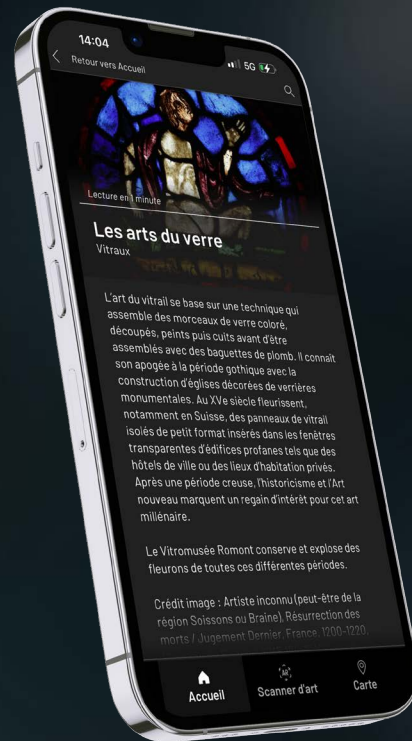 14:04
5G
Retour vers Accueil
Lecture en 1 minute
Les arts du verre
Vitraux
L'art du vitrail se base sur une technique qui
assemble des morceaux de verre coloré,
découpés, peints puis cuits avant d'être
assemblés avec des baguettes de plomb. Il connaît
son apogée à la période gothique avec la
construction d'églises décorées de verrières
monumentales. Au XVe siècle fleurissent,
notamment en Suisse, des panneaux de vitrail
isolés de petit format insérés dans les fenêtres
transparentes d'édifices profanes tels que des
hôtels de ville ou des lieux d'habitation privés.
Après une période creuse, l'historicisme et l'Art
nouveau marquent un regain d'intérêt pour cet art
millénaire.
Le Vitromusée Romont conserve et explose des
fleurons de toutes ces différentes périodes.
Crédit image : Artiste inconnu (peut-être de la
région Soissons ou Braine), Résurrection des
morts / Jugement Dernier, France, 1200-1220,
AR
Accueil
Scanner d'art
Carte